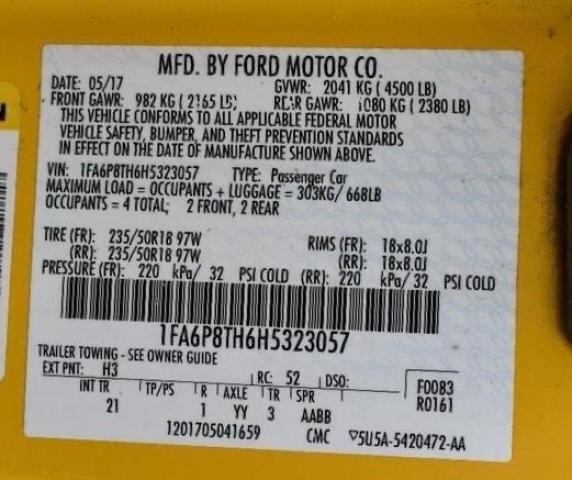 MFD. BY FORD MOTOR CO.
DATE: 05/17 GVWR: 2041 KG ( 4500 LB)
FRONT GAWR: 982 KG ( 2165 LB) REAR GAWR: 1080 KG ( 2380 LB)
THIS VEHICLE CONFORMS TO ALL APPLICABLE FEDERAL MOTOR
VEHICLE SAFETY, BUMPER, AND THEFT PREVENTION STANDARDS
IN EFFECT ON THE DATE OF MANUFACTURE SHOWN ABOVE.
VIN: 1FA6P8TH6H5323057 TYPE: Passenger Car
MAXIMUM LOAD = OCCUPANTS + LUGGAGE = 303KG/ 668LB
OCCUPANTS = 4 TOTAL; 2 FRONT, 2 REAR
TIRE (FR): 235/50R18 97W RIMS (FR): 18x8.0J
(RR): 235/50R18 97W (RR): 18x8.0J
PRESSURE (FR): 220 kPa/ 32 PSI COLD (RR): 220 kPa/ 32 PSI COLD
1FA6P8TH6H5323057
TRAILER TOWING - SEE OWNER GUIDE
EXT PNT: H3 RC: 52 DSO: F0083
INT TR TP/PS R AXLE TR SPR R0161
21 1 YY 3 AABB
1201705041659 CMC ▽5U5A-5420472-AA